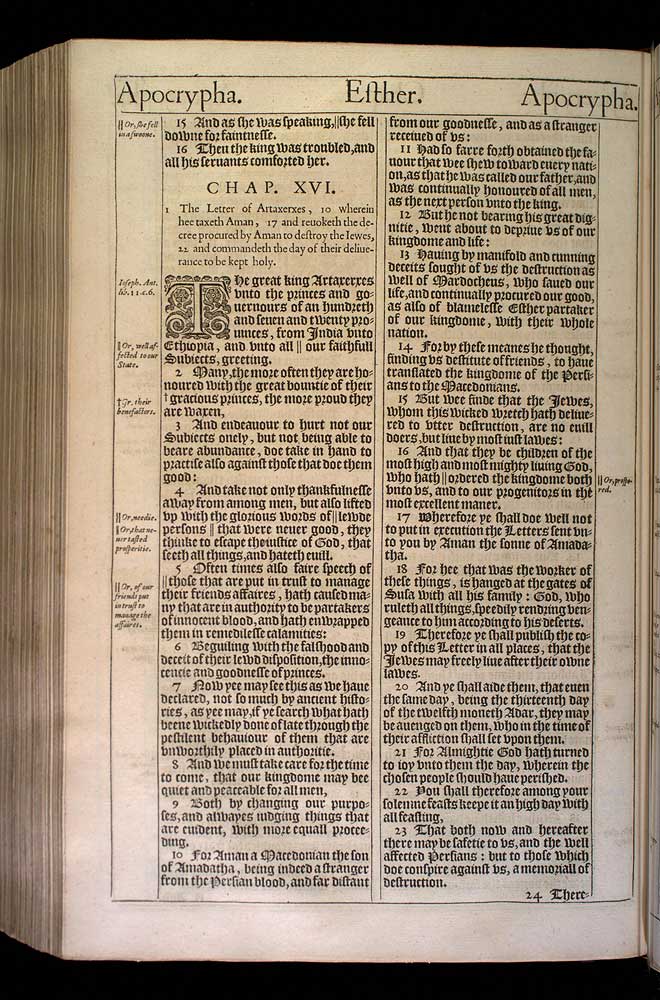 Apocrypha.
Esther.
Apocrypha.
|| Or, she fell
in a swoone.
15 And as she was speaking,||she fell
downe for faintnesse.
16 Then the king was troubled,and
all his seruants comforted her.
CHAP. XVI.
1 The Letter of Artaxerxes, 10 wherein
hee taxeth Aman, 17 and reuoketh the de-
cree procured by Aman to destroy the Iewes,
22 and commandeth the day of their deliue-
rance to be kept holy.
Ioseph. Ant.
lib. 11.c.6.
The great king Artaxerxes
vnto the princes and go-
uernours of an hundreth
and seuen and twenty pro-
uinces, from India vnto
Ethiopia, and vnto all || our faithfull
Subiects, greeting.
|| Or, well af-
fected to our
State.
2 Many,the more often they are ho-
noured with the great bountie of their
† gracious princes, the more proud they
are waxen,
† Gr. their
benefactors.
3 And endeauour to hurt not our
Subiects onely, but not being able to
beare abundance, doe take in hand to
practise also against those that doe them
good:
4 And take not only thankfulnesse
away from among men, but also lifted
vp with the glorious words of || lewde
persons || that were neuer good, they
thinke to escape the iustice of God, that
seeth all things,and hateth euill.
|| Or, needie.
|| Or, that ne-
uer tasted
prosperitie.
5 Often times also faire speech of
|| those that are put in trust to manage
their friends affaires, hath caused ma-
ny that are in authority to be partakers
of innocent blood, and hath enwrapped
them in remedilesse calamities:
|| Or, of our
friends put
in trust to
manage the
affaires.
6 Beguiling with the falshood and
deceit of their lewd disposition,the inno-
cencie and goodnesse of princes.
7 Now yee may see this as we haue
declared, not so much by ancient histo-
ries, as yee may,if ye search what hath
beene wickedly done of late through the
pestilent behauiour of them that are
vnworthily placed in authoritie.
8 And we must take care for the time
to come, that our kingdome may bee
quiet and peaceable for all men,
9 Both by changing our purpo-
ses, and alwayes iudging things that
are euident, with more equall procee-
ding.
10 For Aman a Macedonian the son
of Amadatha, being indeed a stranger
from the Persian blood, and far distant
from our goodnesse, and as a stranger
receiued of vs:
11 Had so farre forth obtained the fa-
uour that wee shew toward euery nati-
on,as that he was called our father,and
was continually honoured of all men,
as the next person vnto the king.
12 But he not bearing his great dig-
nitie, went about to depriue vs of our
kingdome and life:
13 Hauing by manifold and cunning
deceits sought of vs the destruction as
well of Mardocheus, who saued our
life,and continually procured our good,
as also of blamelesse Esther partaker
of our kingdome, with their whole
nation.
14 For by these meanes he thought,
finding vs destitute of friends, to haue
translated the kingdome of the Persi-
ans to the Macedonians.
15 But wee finde that the Iewes,
whom this wicked wretch hath deliue-
red to vtter destruction, are no euill
doers,but liue by most iust lawes:
16 And that they be children of the
most high and most mighty liuing God,
who hath || ordered the kingdome both
vnto vs, and to our progenitors in the
most excellent maner.
|| Or, prospe-
red.
17 Wherefore ye shall doe well not
to put in execution the Letters sent vn-
to you by Aman the sonne of Amada-
tha.
18 For hee that was the worker of
these things, is hanged at the gates of
Susa with all his family : God, who
ruleth all things,speedily rendring ven-
geance to him according to his deserts.
19 Therefore ye shall publish the co-
py of this Letter in all places, that the
Iewes may freely liue after their owne
lawes.
20 And ye shall aide them, that euen
the same day, being the thirteenth day
of the twelfth moneth Adar, they may
be auenged on them, who in the time of
their affliction shall set vpon them.
21 For Almightie God hath turned
to ioy vnto them the day, wherein the
chosen people should haue perished.
22 You shall therefore among your
solemne feasts keepe it an high day with
all feasting,
23 That both now and hereafter
there may be safetie to vs, and the well
affected Persians : but to those which
doe conspire against vs, a memoriall of
destruction.
24 There-